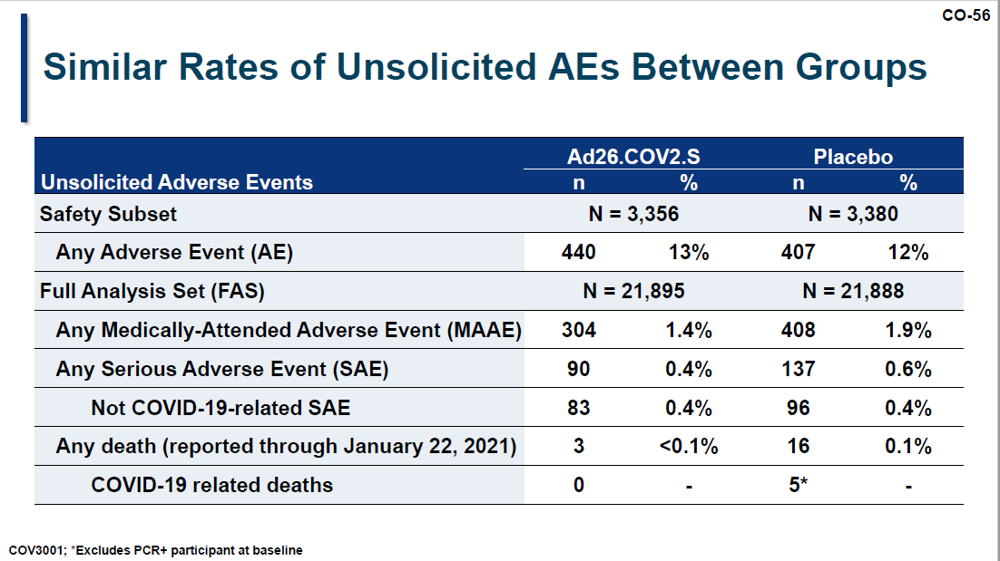 CO-56
Similar Rates of Unsolicited AEs Between Groups
Ad26.COV2.S Placebo
Unsolicited Adverse Events n % n %
Safety Subset N = 3,356 N = 3,380
Any Adverse Event (AE) 440 13% 407 12%
Full Analysis Set (FAS) N = 21,895 N = 21,888
Any Medically-Attended Adverse Event (MAAE) 304 1.4% 408 1.9%
Any Serious Adverse Event (SAE) 90 0.4% 137 0.6%
Not COVID-19-related SAE 83 0.4% 96 0.4%
Any death (reported through January 22, 2021) 3 <0.1% 16 0.1%
COVID-19 related deaths 0 - 5* -
COV3001; *Excludes PCR+ participant at baseline